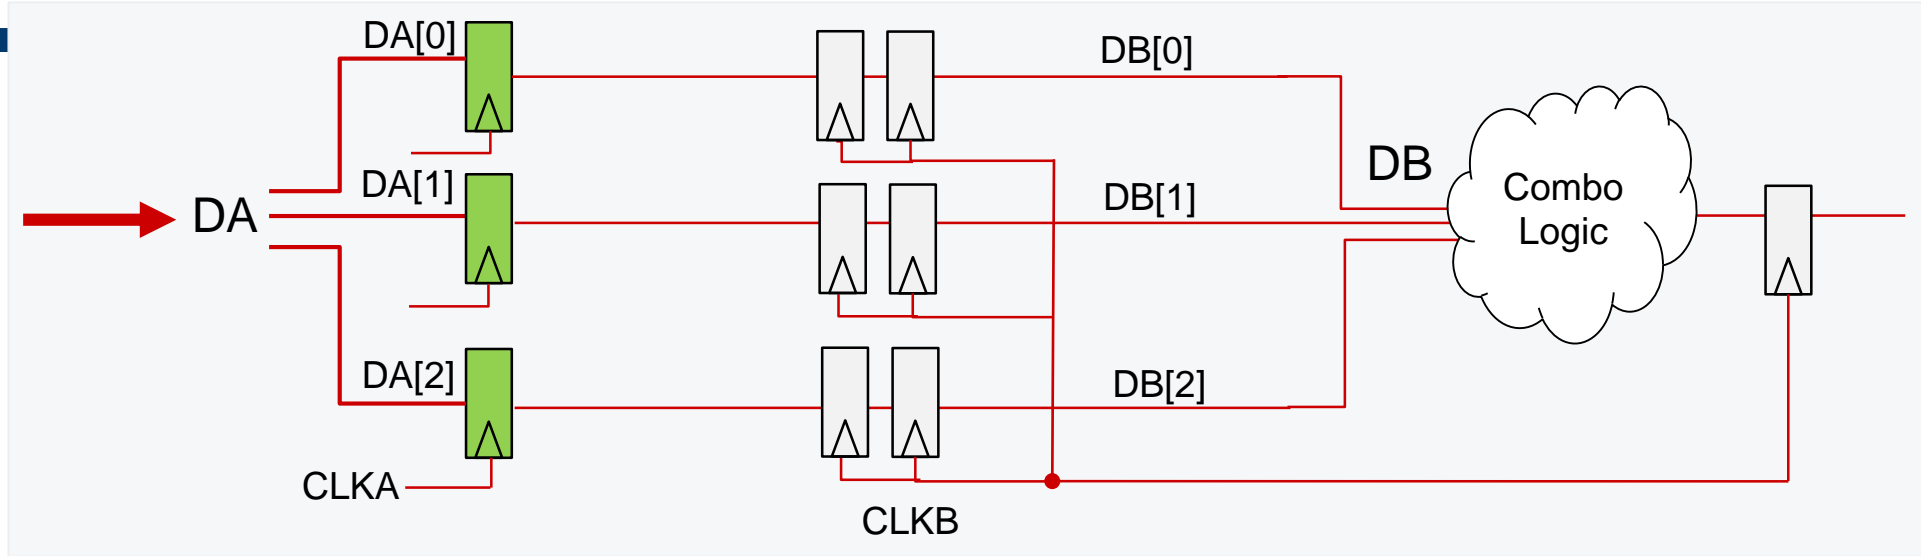 DA[0]
DB[0]
DA[1]
DB[1]
DB
Combo
Logic
DA
DA[2]
DB[2]
CLKA
CLKB